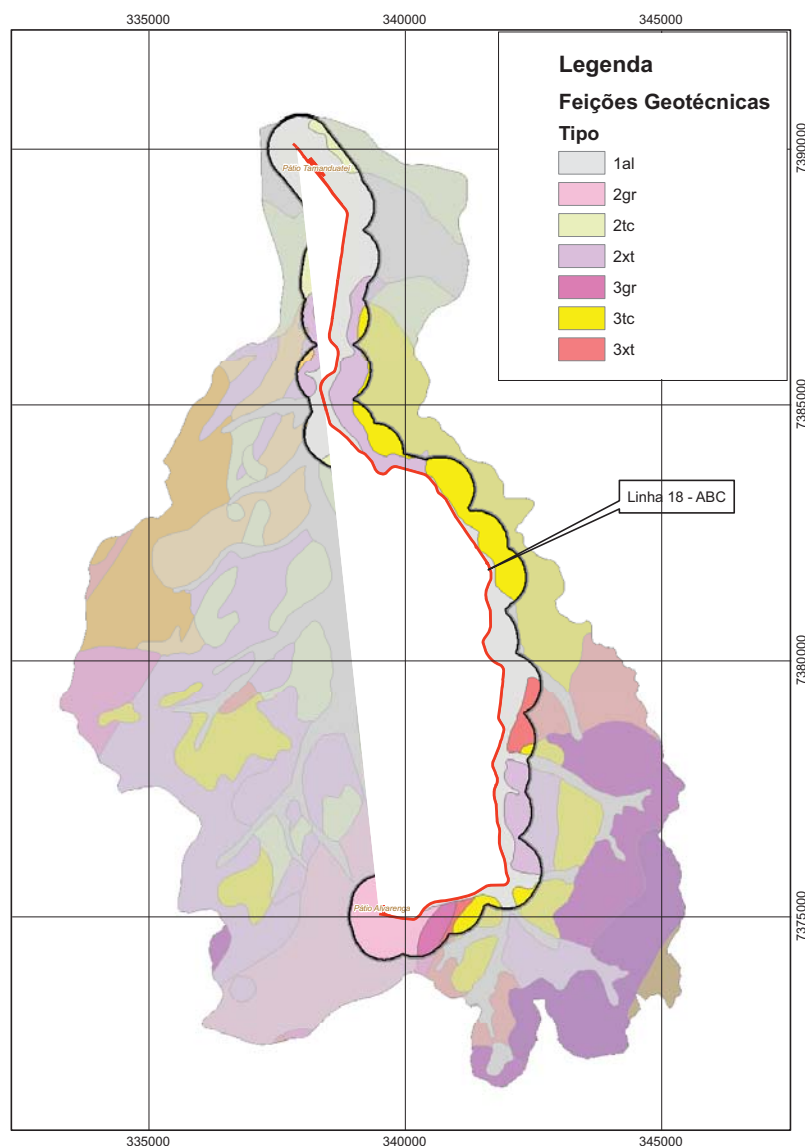 335000
340000
345000
Legenda
Feições Geotécnicas
Tipo
1al
2gr
2tc
2xt
3gr
3tc
3xt
7390000
Pátio Tamanduateí
7385000
Linha 18 - ABC
7380000
Pátio Alvarenga
7375000
335000
340000
345000